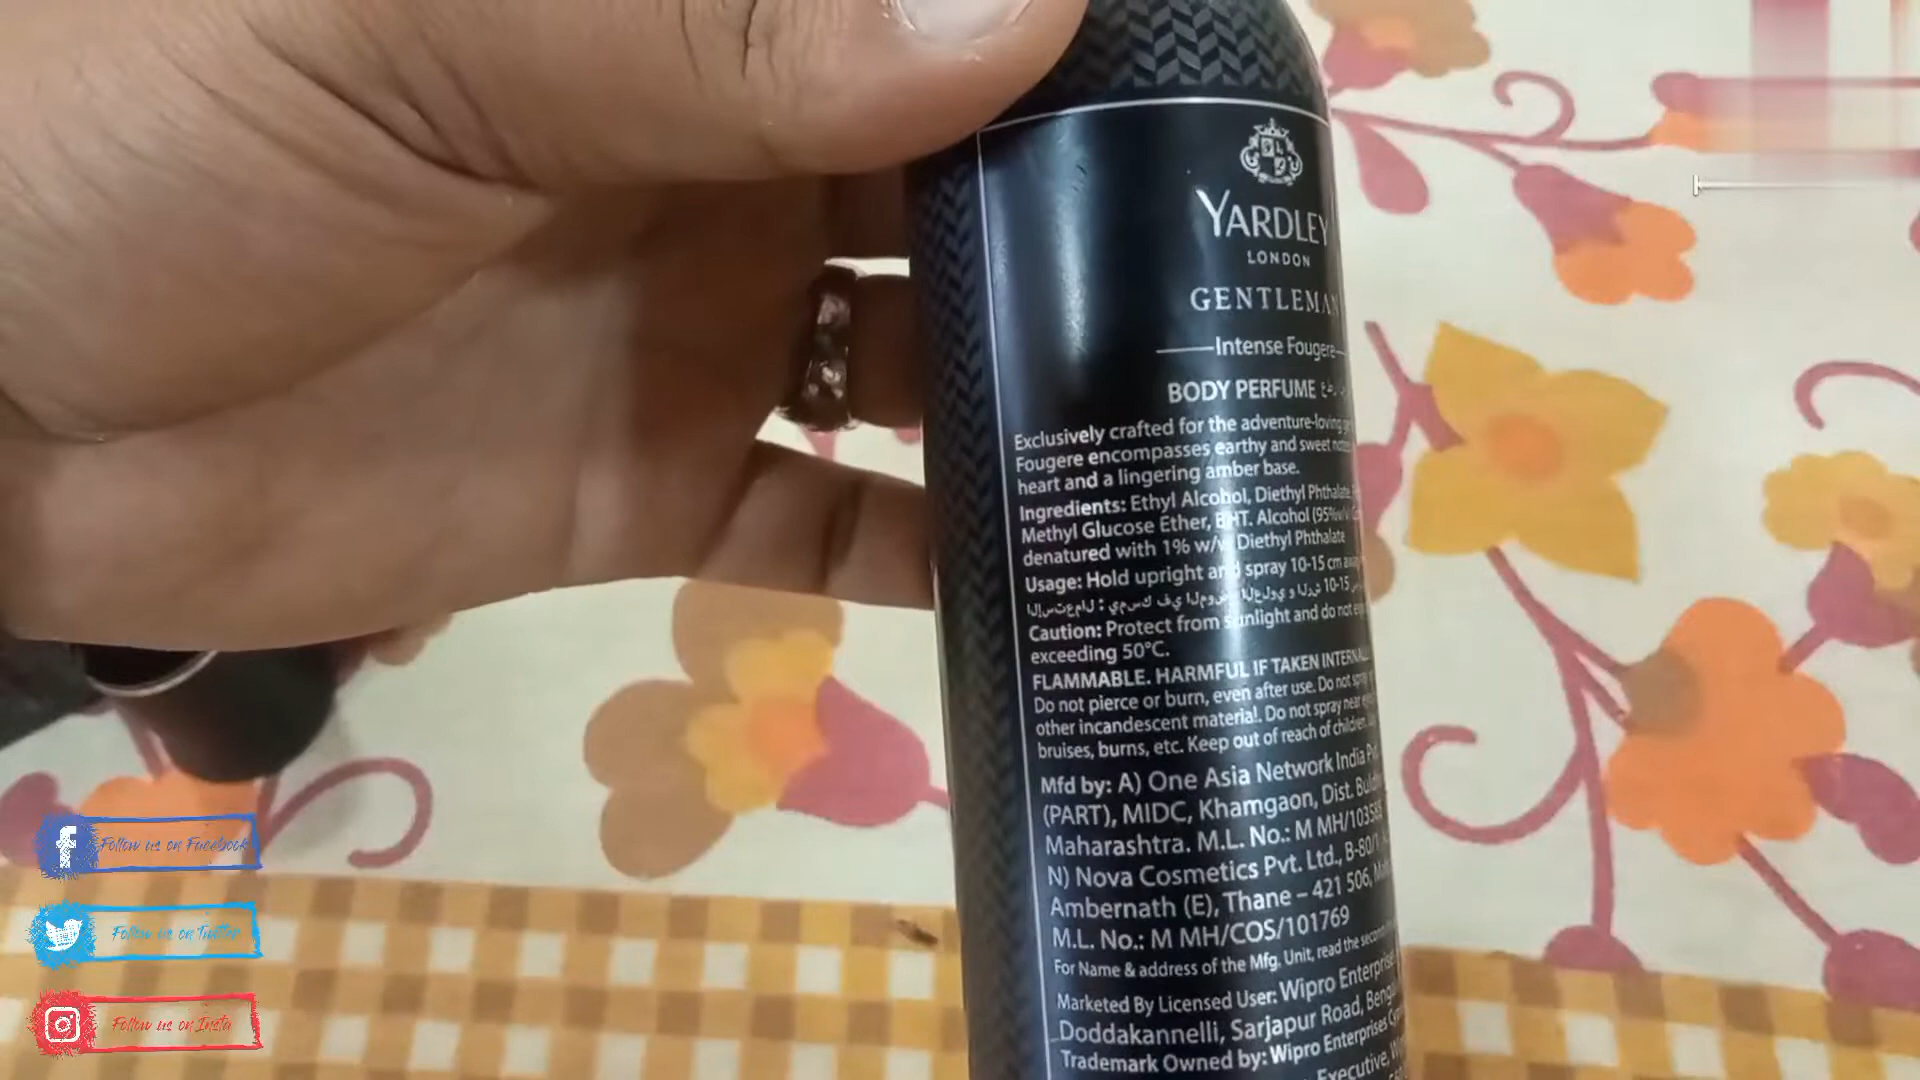 YARDLEY
LONDON
GENTLEMAN
Intense Fougere
BODY PERFUME
Exclusively crafted for the adventure-loving
Fougere encompasses earthy and sweet notes
heart and a lingering amber base.
Ingredients: Ethyl Alcohol, Diethyl Phthalate,
Methyl Glucose Ether, BHT. Alcohol (95%v/v)
denatured with 1% w/w Diethyl Phthalate
Usage: Hold upright and spray 10-15 cm
10-15
Caution: Protect from sunlight and do not
exceeding 50°C.
FLAMMABLE. HARMFUL IF TAKEN
Do not pierce or burn, even after use. Do not
other incandescent material. Do not spray near
bruises, burns, etc. Keep out of reach of children.
Mfd by: A) One Asia Network India
(PART), MIDC, Khamgaon, Dist.
Maharashtra. M.L. No.: M MH/103585
N) Nova Cosmetics Pvt. Ltd., B-80/1,
Ambernath (E), Thane – 421 506,
M.L. No.: M MH/COS/101769
For Name & address of the Mfg. Unit, read the second
Marketed By Licensed User: Wipro
Doddakannelli, Sarjapur Road,
Trademark Owned by: Wipro Enterprises
Executive,
Follow us on Facebook
Follow us on Twitter
Follow us on Insta